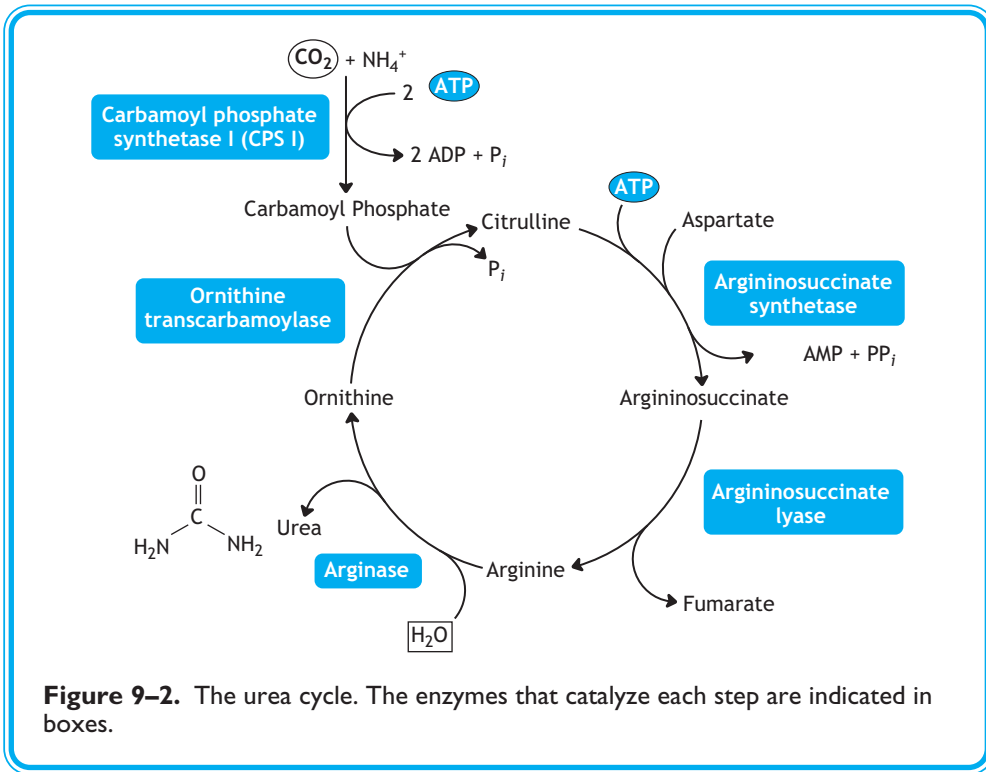 CO₂ + NH₄⁺
2 ATP
Carbamoyl phosphate
synthetase I (CPS I)
2 ADP + Pᵢ
ATP
Carbamoyl Phosphate
Citrulline
Aspartate
Pᵢ
Ornithine
transcarbamoylase
Argininosuccinate
synthetase
AMP + PPᵢ
Ornithine
Argininosuccinate
O
C
H₂N
NH₂
Urea
Argininosuccinate
lyase
Arginase
Arginine
Fumarate
H₂O
Figure 9–2. The urea cycle. The enzymes that catalyze each step are indicated in
boxes.